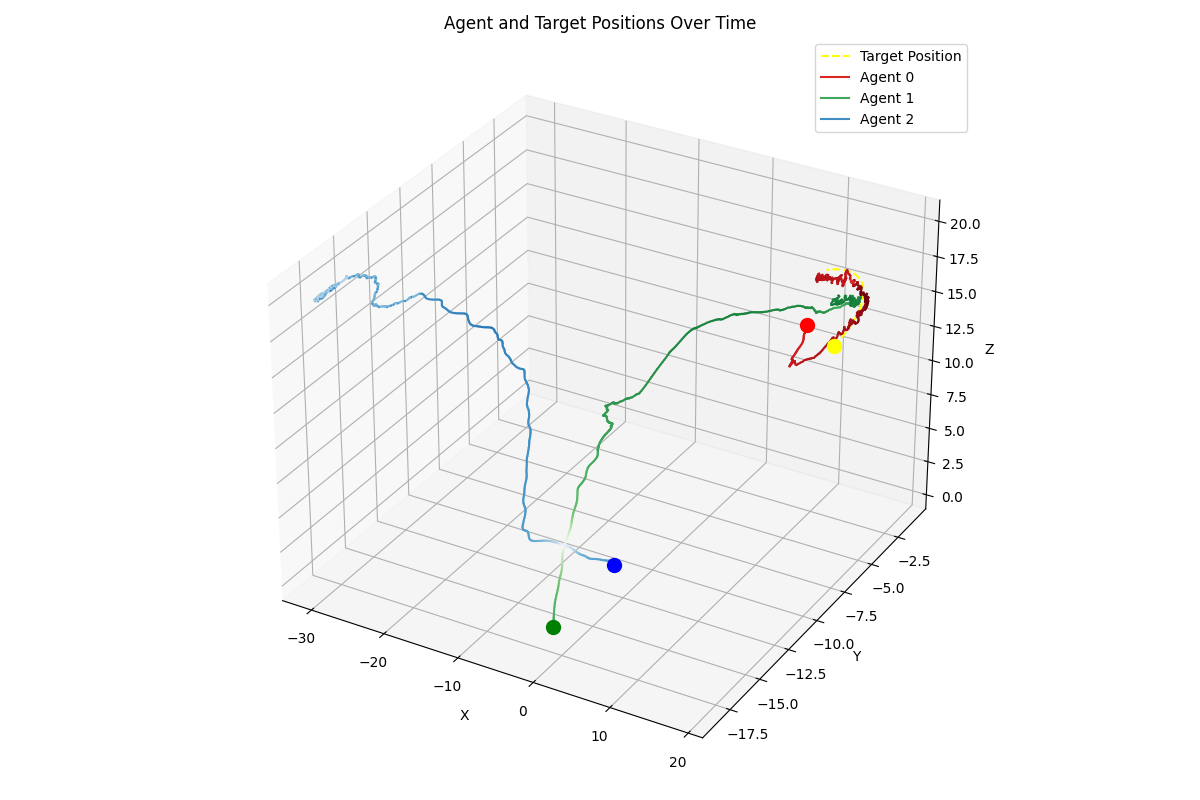 Agent and Target Positions Over Time
Target Position
Agent 0
Agent 1
Agent 2
20.0
17.5
15.0
12.5
10.0
7.5
5.0
2.5
0.0
Z
−2.5
−5.0
−7.5
−10.0
−12.5
−15.0
−17.5
Y
−30
−20
−10
0
10
20
X